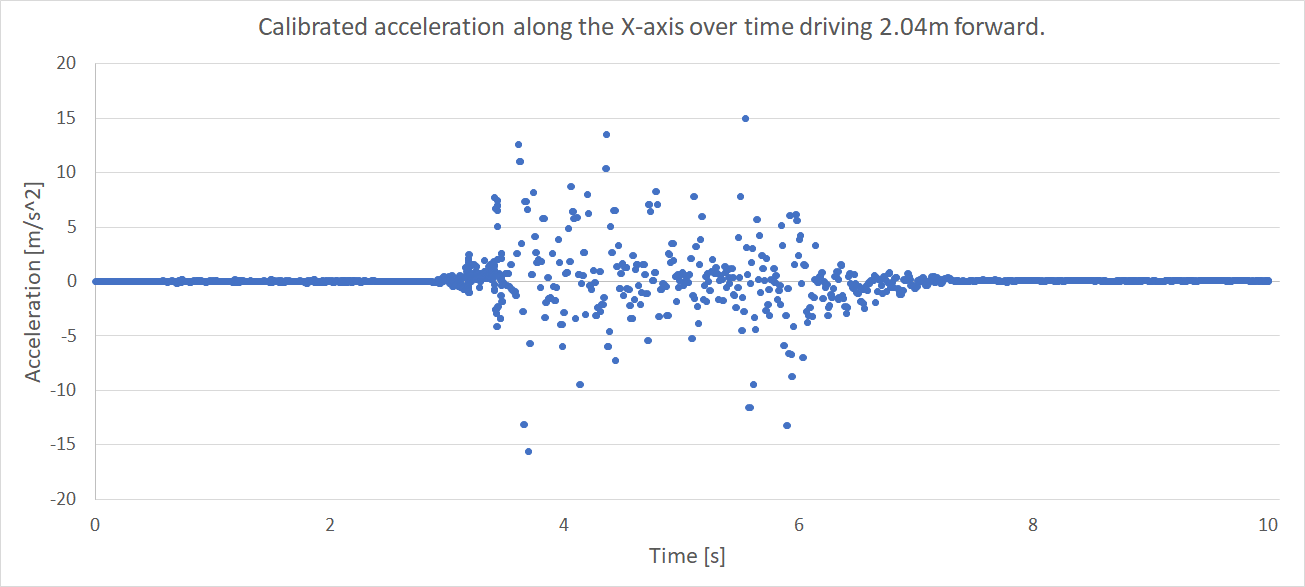 Calibrated acceleration along the X-axis over time driving 2.04m forward.
20
15
10
5
0
-5
-10
-15
-20
Acceleration [m/s^2]
0 2 4 6 8 10
Time [s]